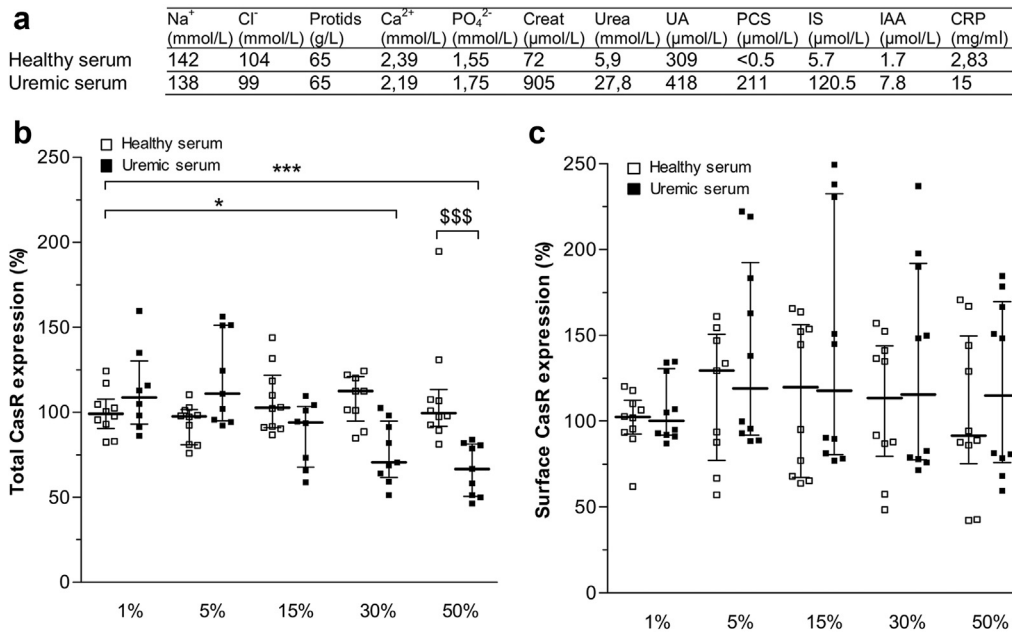 a
Na+ Cl- Protids Ca2+ PO42- Creat Urea UA PCS IS IAA CRP
(mmol/L) (mmol/L) (g/L) (mmol/L) (mmol/L) (µmol/L) (mmol/L) (µmol/L) (µmol/L) (µmol/L) (µmol/L) (mg/ml)
Healthy serum 142 104 65 2,39 1,55 72 5,9 309 <0.5 5.7 1.7 2,83
Uremic serum 138 99 65 2,19 1,75 905 27,8 418 211 120.5 7.8 15
b
Healthy serum
Uremic serum
***
*
$$$
Total CasR expression (%)
250
200
150
100
50
0
1% 5% 15% 30% 50%
c
Healthy serum
Uremic serum
Surface CasR expression (%)
250
200
150
100
50
0
1% 5% 15% 30% 50%